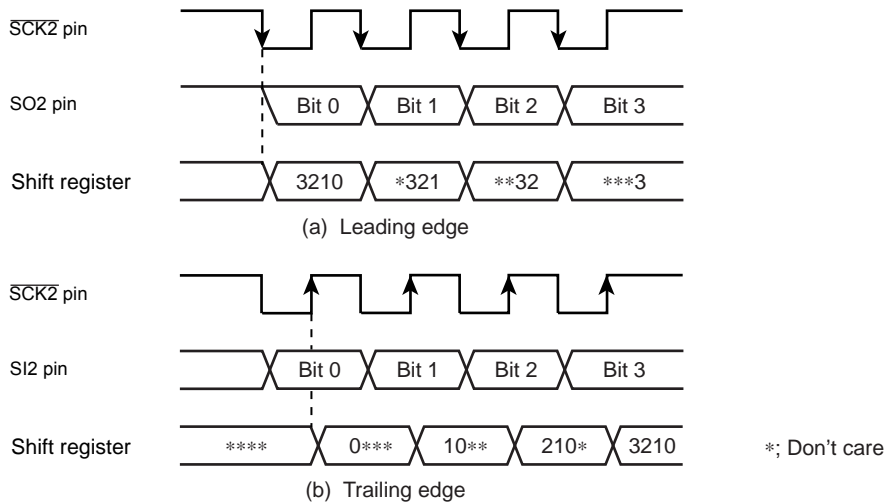 SCK2 pin
SO2 pin
Bit 0 Bit 1 Bit 2 Bit 3
Shift register
3210 *321 **32 ***3
(a) Leading edge
SCK2 pin
SI2 pin
Bit 0 Bit 1 Bit 2 Bit 3
Shift register
**** 0*** 10** 210* 3210
*; Don't care
(b) Trailing edge